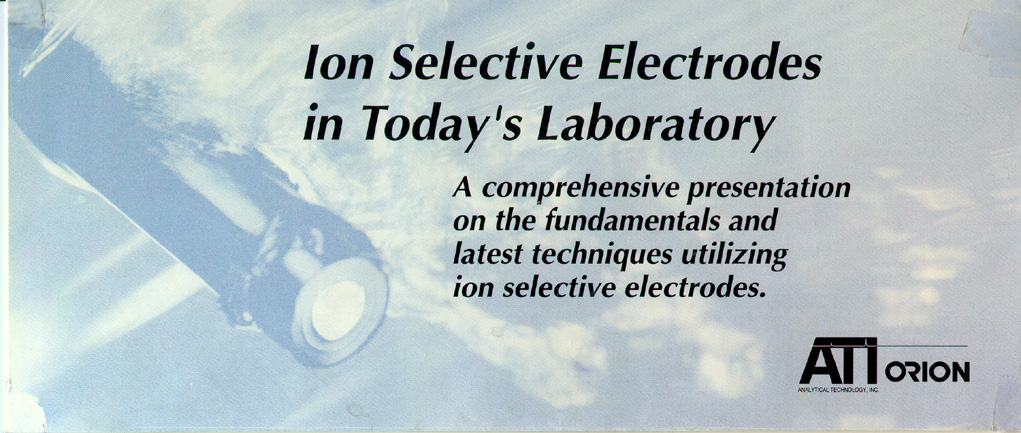 Ion Selective Electrodes
in Today's Laboratory
A comprehensive presentation
on the fundamentals and
latest techniques utilizing
ion selective electrodes.
ATI ORION
ANALYTICAL TECHNOLOGY, INC.